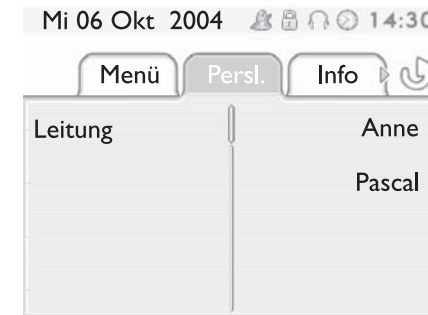 Mi 06 Okt 2004 14:30
Menü Persl. Info
Leitung Anne
Pascal